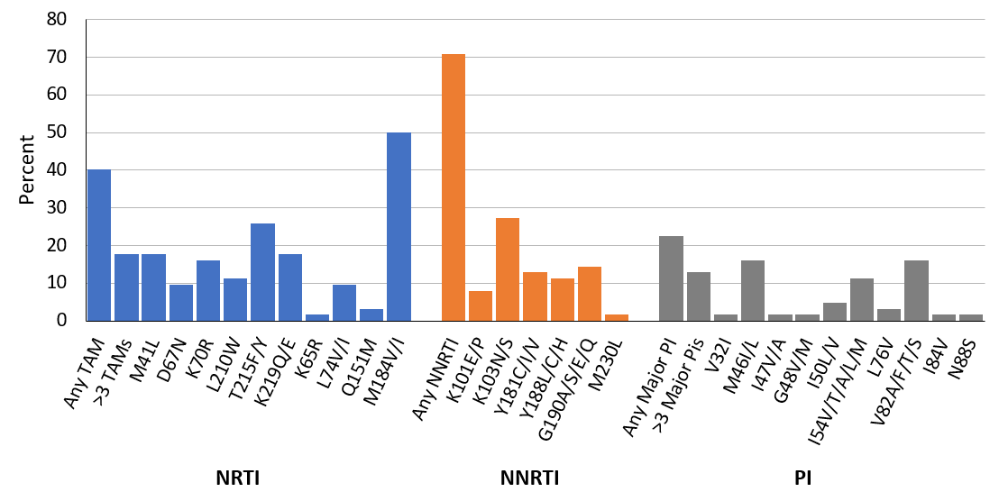 80
70
60
50
40
30
20
10
0
Percent
Any TAM
>3 TAMs
M41L
D67N
K70R
L210W
T215F/Y
K219Q/E
K65R
L74V/I
Q151M
M184V/I
Any NNRTI
K101E/P
K103N/S
Y181C/I/V
Y188L/C/H
G190A/S/E/Q
M230L
Any Major PI
>3 Major Pis
V32I
M46I/L
I47V/A
G48V/M
I50L/V
I54V/T/A/L/M
L76V
V82A/F/T/S
I84V
N88S
NRTI
NNRTI
PI